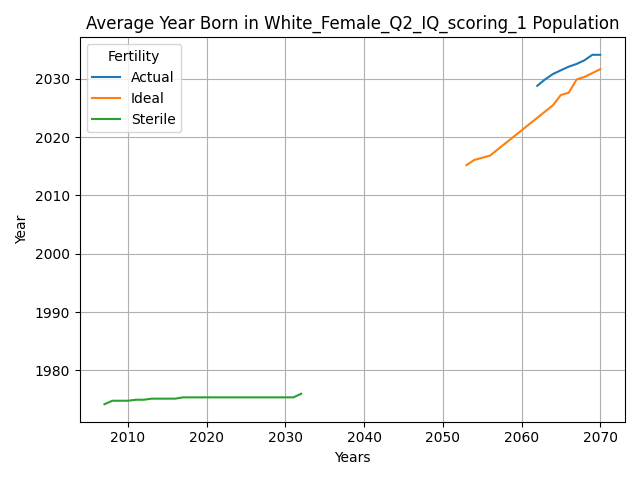 Average Year Born in White_Female_Q2_IQ_scoring_1 Population
Fertility
Actual
Ideal
Sterile
Year
2030
2020
2010
2000
1990
1980
2010 2020 2030 2040 2050 2060 2070
Years